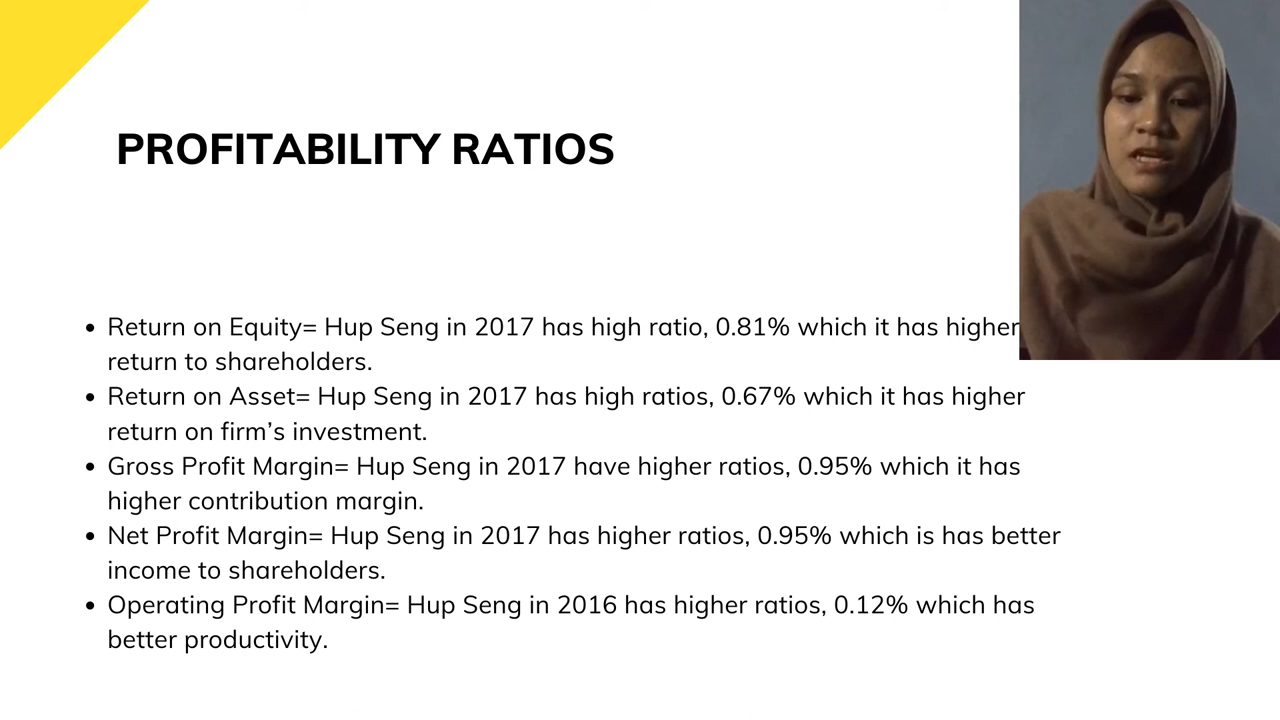 PROFITABILITY RATIOS
• Return on Equity= Hup Seng in 2017 has high ratio, 0.81% which it has higher
return to shareholders.
• Return on Asset= Hup Seng in 2017 has high ratios, 0.67% which it has higher
return on firm’s investment.
• Gross Profit Margin= Hup Seng in 2017 have higher ratios, 0.95% which it has
higher contribution margin.
• Net Profit Margin= Hup Seng in 2017 has higher ratios, 0.95% which is has better
income to shareholders.
• Operating Profit Margin= Hup Seng in 2016 has higher ratios, 0.12% which has
better productivity.